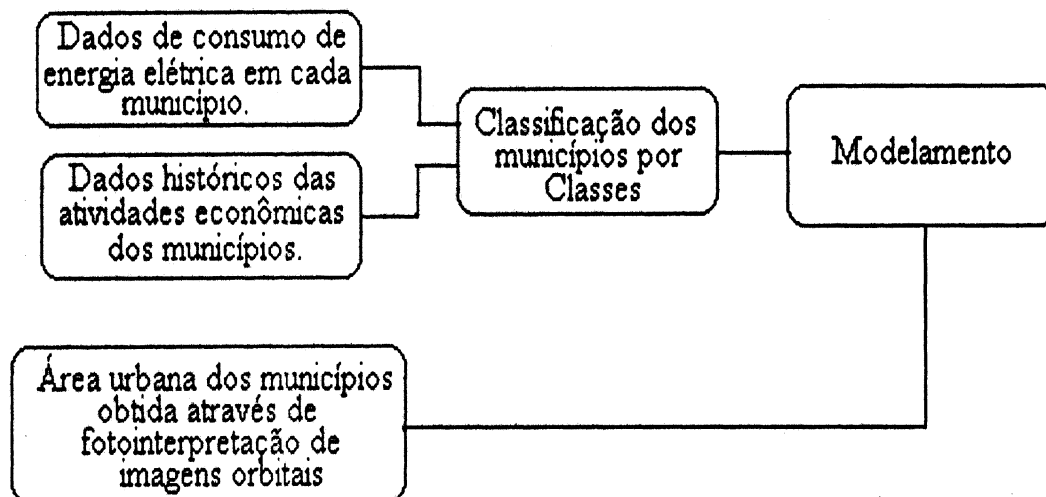 Dados de consumo de
energia elétrica em cada
município.
Dados históricos das
atividades econômicas
dos municípios.
Classificação dos
municípios por
Classes
Modelamento
Área urbana dos municípios
obtida através de
fotointerpretação de
imagens orbitais